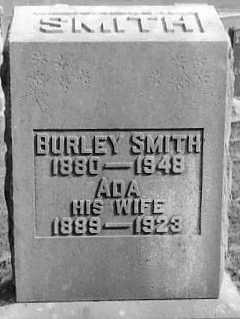 SMITH
BURLEY SMITH
1880—1948
ADA
HIS WIFE
1889—1923